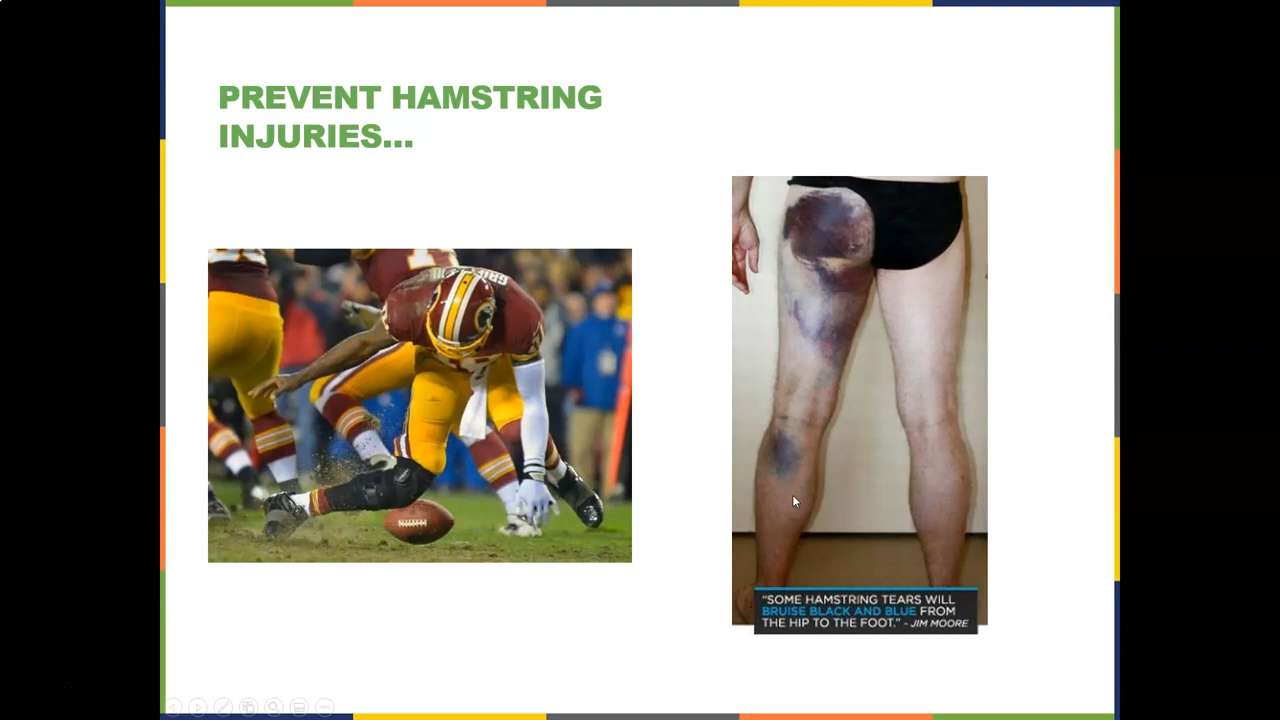 PREVENT HAMSTRING
INJURIES...
"SOME HAMSTRING TEARS WILL
BRUISE BLACK AND BLUE FROM
THE HIP TO THE FOOT." - JIM MOORE